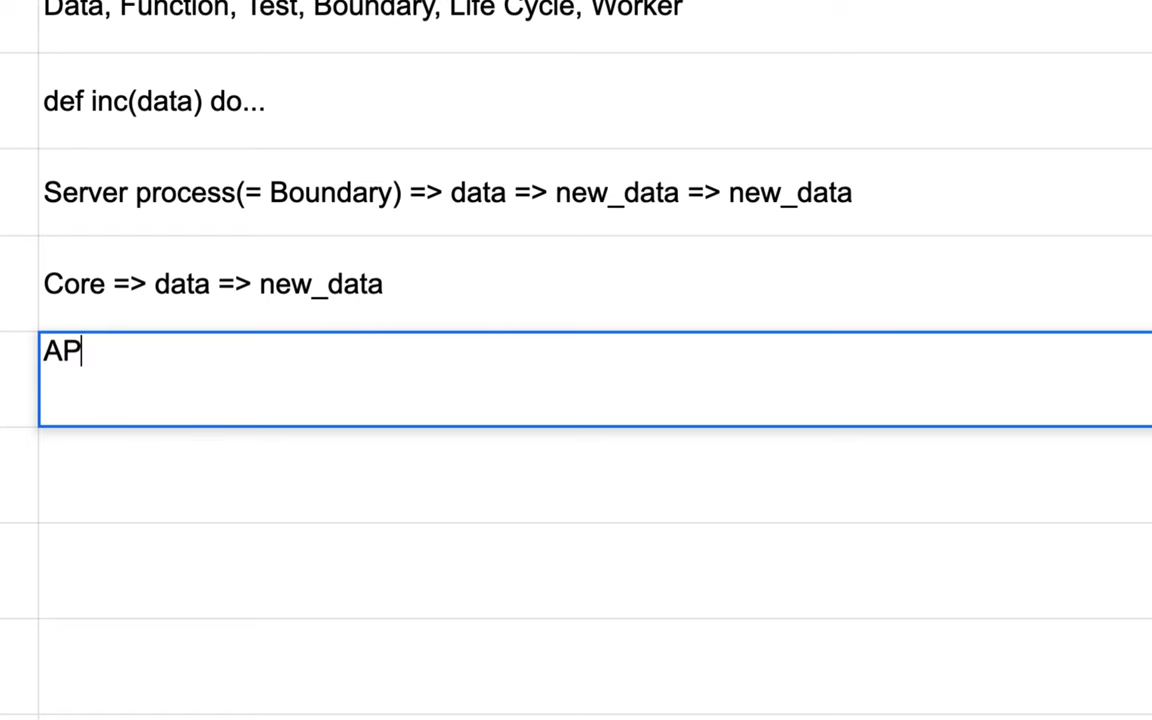 Data, Function, Test, Boundary, Life Cycle, Worker
def inc(data) do...
Server process(= Boundary) => data => new_data => new_data
Core => data => new_data
AP